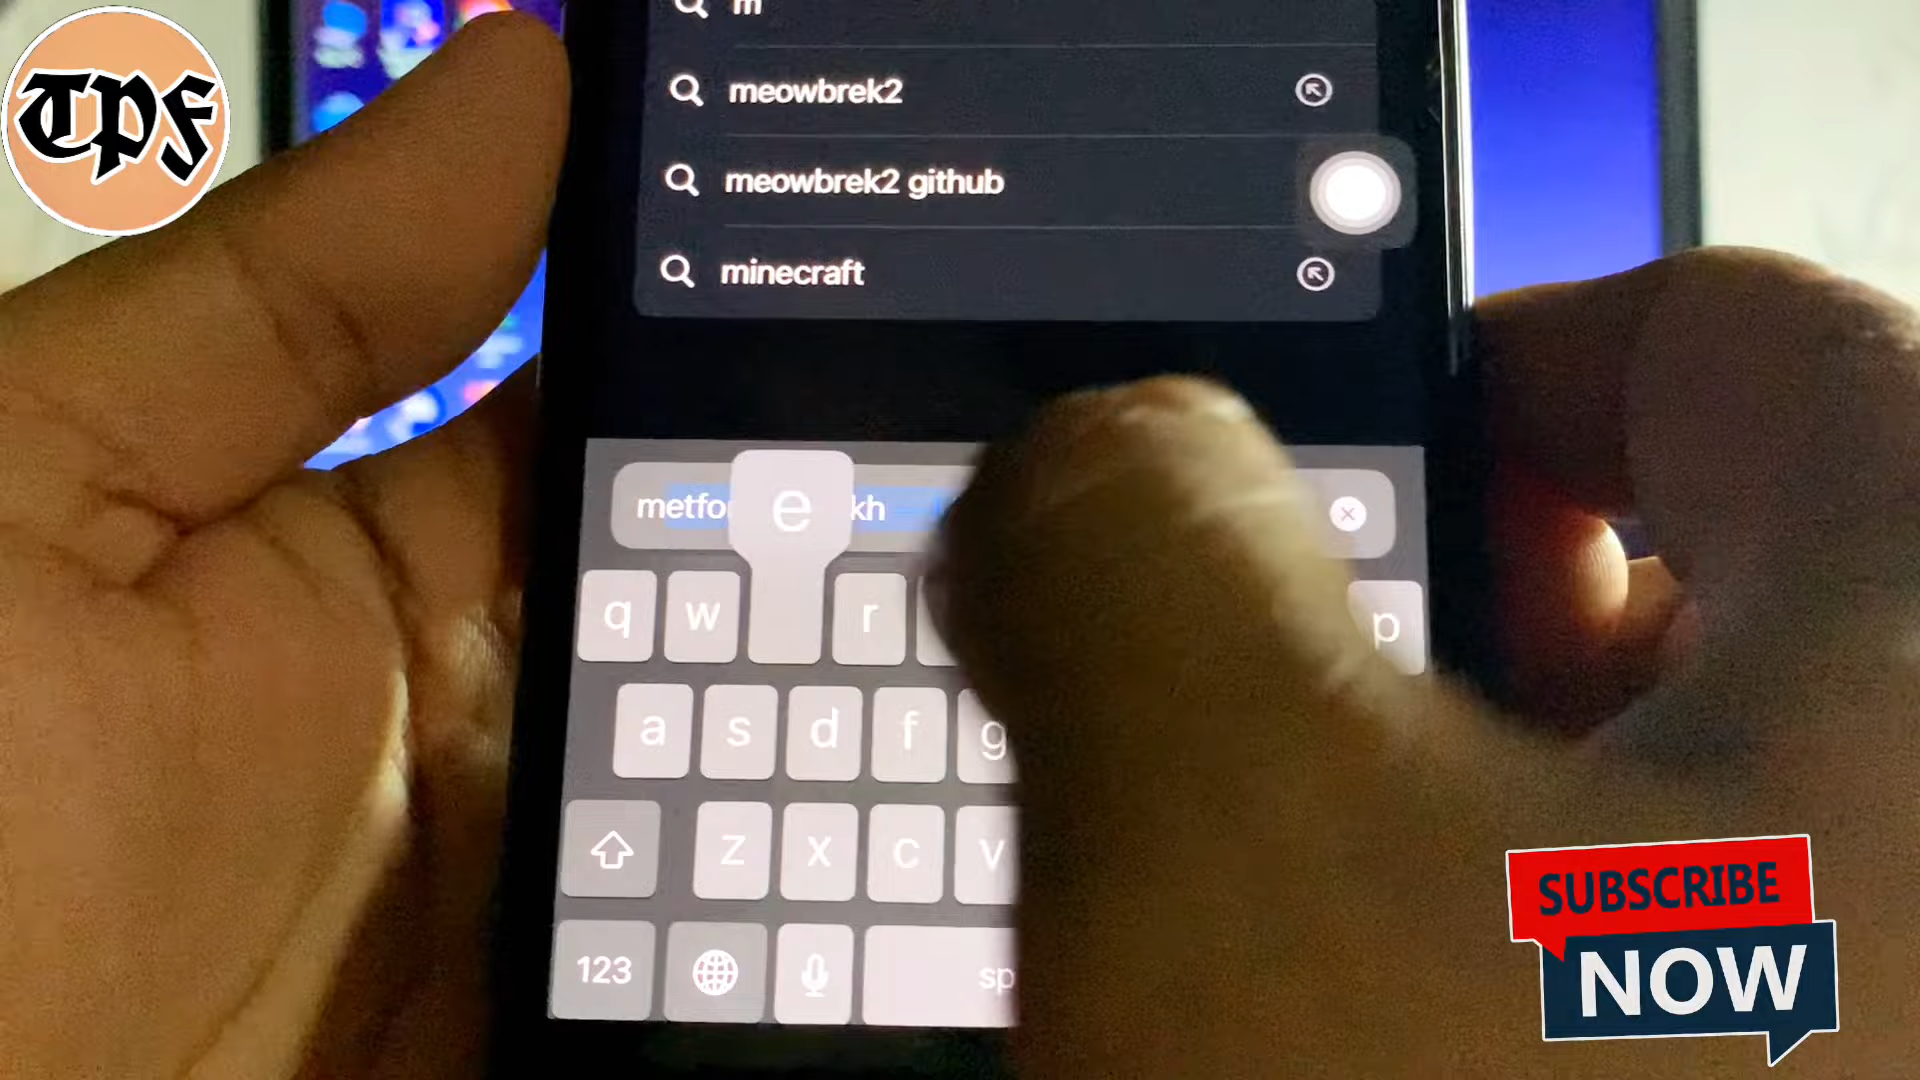 TPF
m
meowbrek2
meowbrek2 github
minecraft
metfo e kh
q w r p
a s d f g
z x c v
123 sp
SUBSCRIBE
NOW